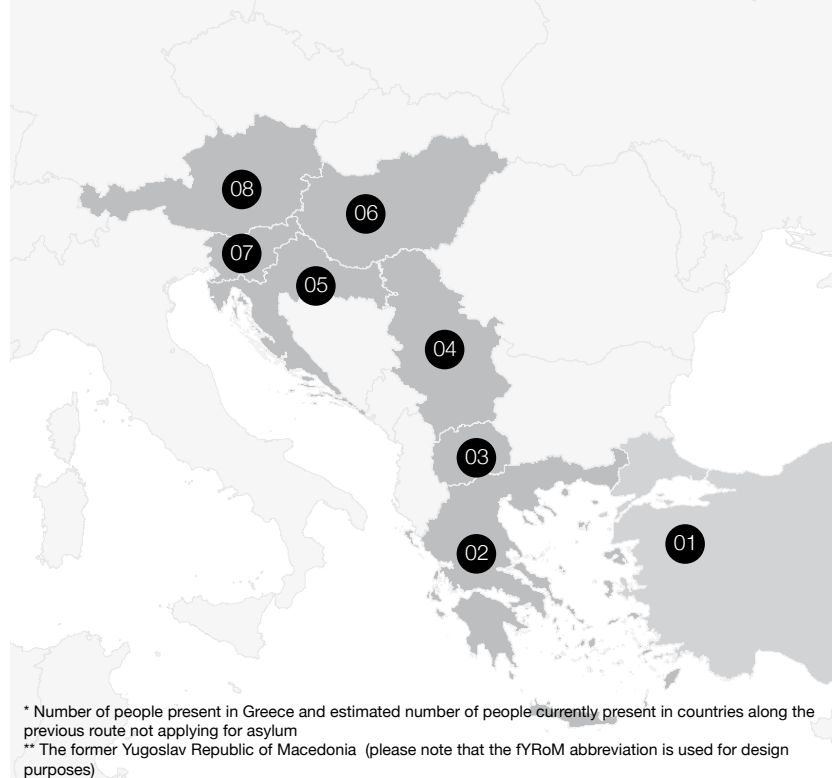 08
06
07
05
04
03
01
02
* Number of people present in Greece and estimated number of people currently present in countries along the
previous route not applying for asylum
** The former Yugoslav Republic of Macedonia (please note that the fYRoM abbreviation is used for design
purposes)